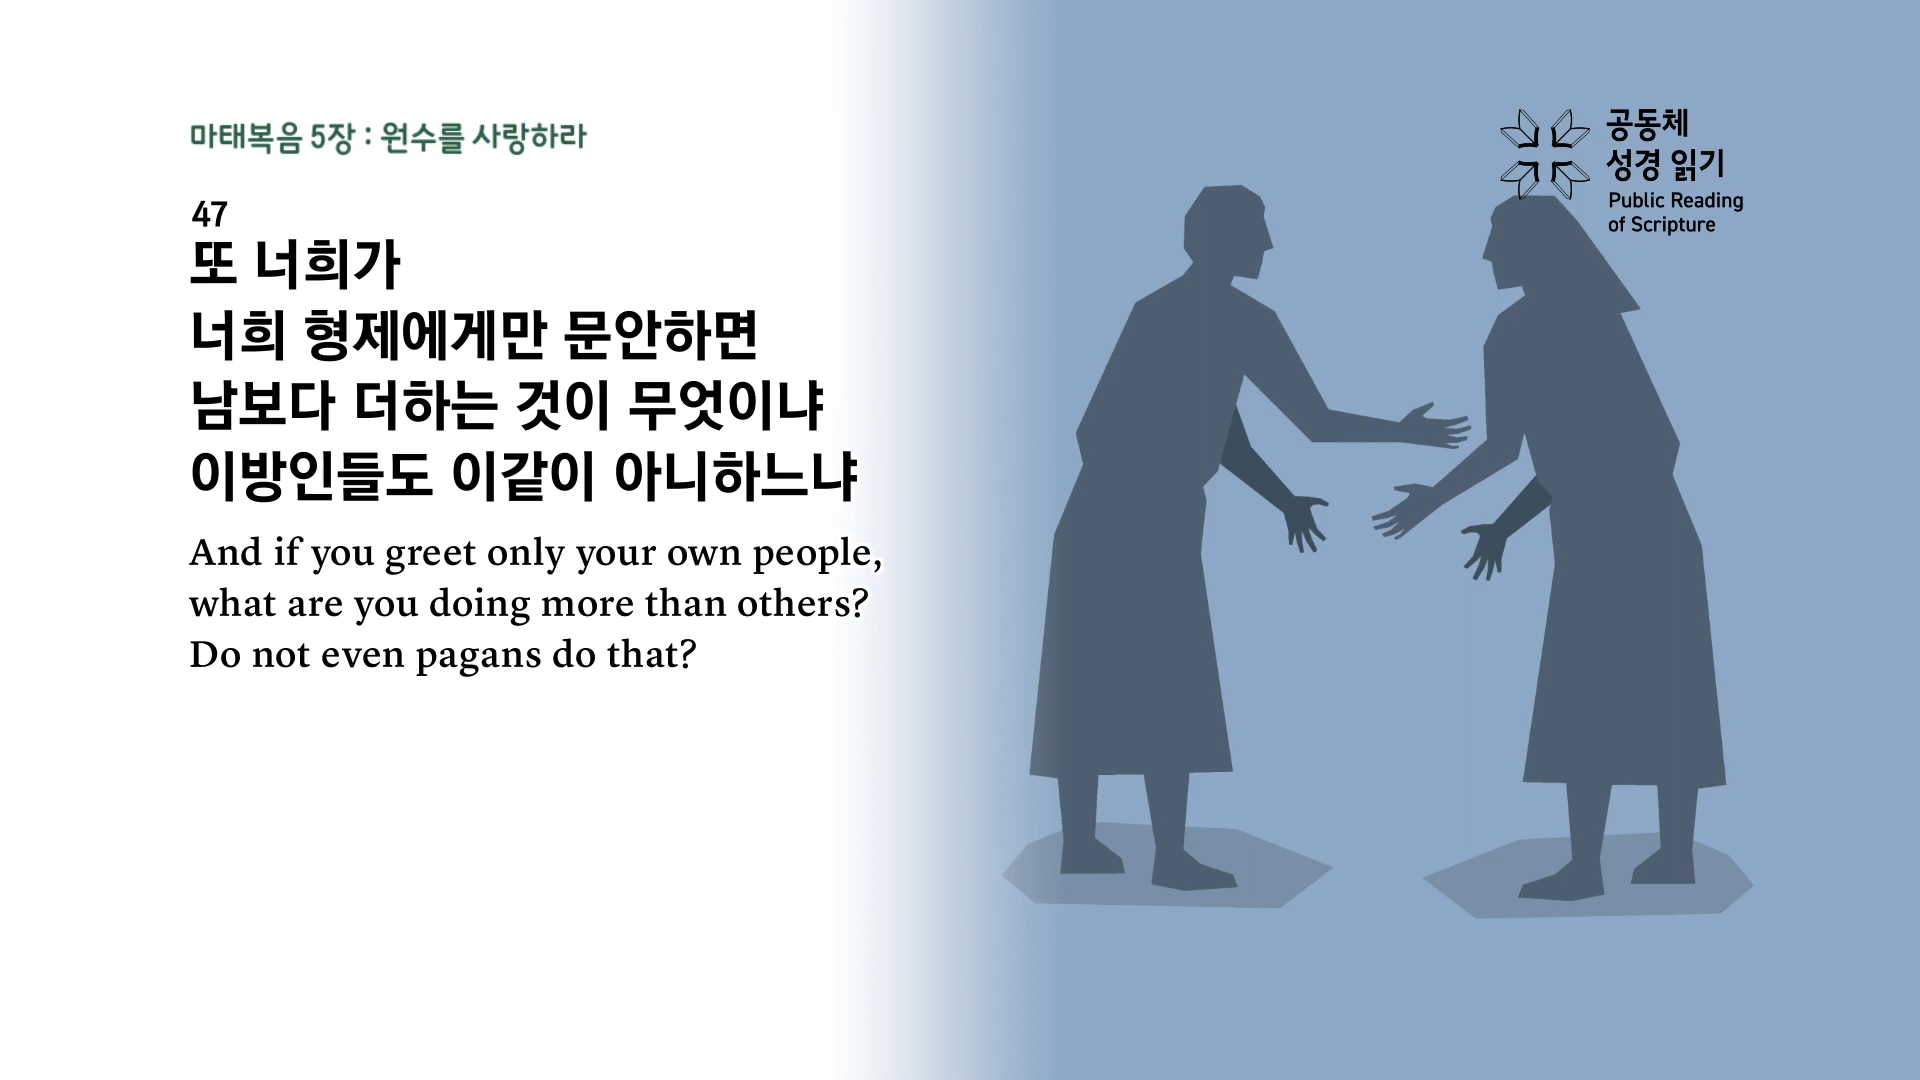 마태복음 5장 : 원수를 사랑하라
47
또 너희가
너희 형제에게만 문안하면
남보다 더하는 것이 무엇이냐
이방인들도 이같이 아니하느냐
And if you greet only your own people,
what are you doing more than others?
Do not even pagans do that?
공동체
성경 읽기
Public Reading
of Scripture